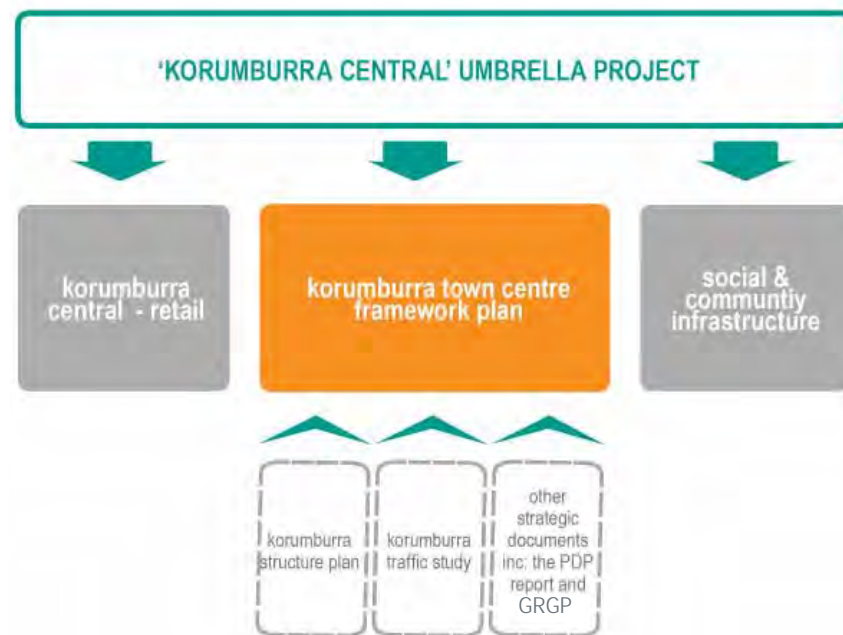 ‘KORUMBURRA CENTRAL’ UMBRELLA PROJECT
korumburra
central - retail
korumburra town centre
framework plan
social &
communtiy
infrastructure
korumburra
structure plan
korumburra
traffic study
other
strategic
documents
inc: the PDP
report and
GRGP